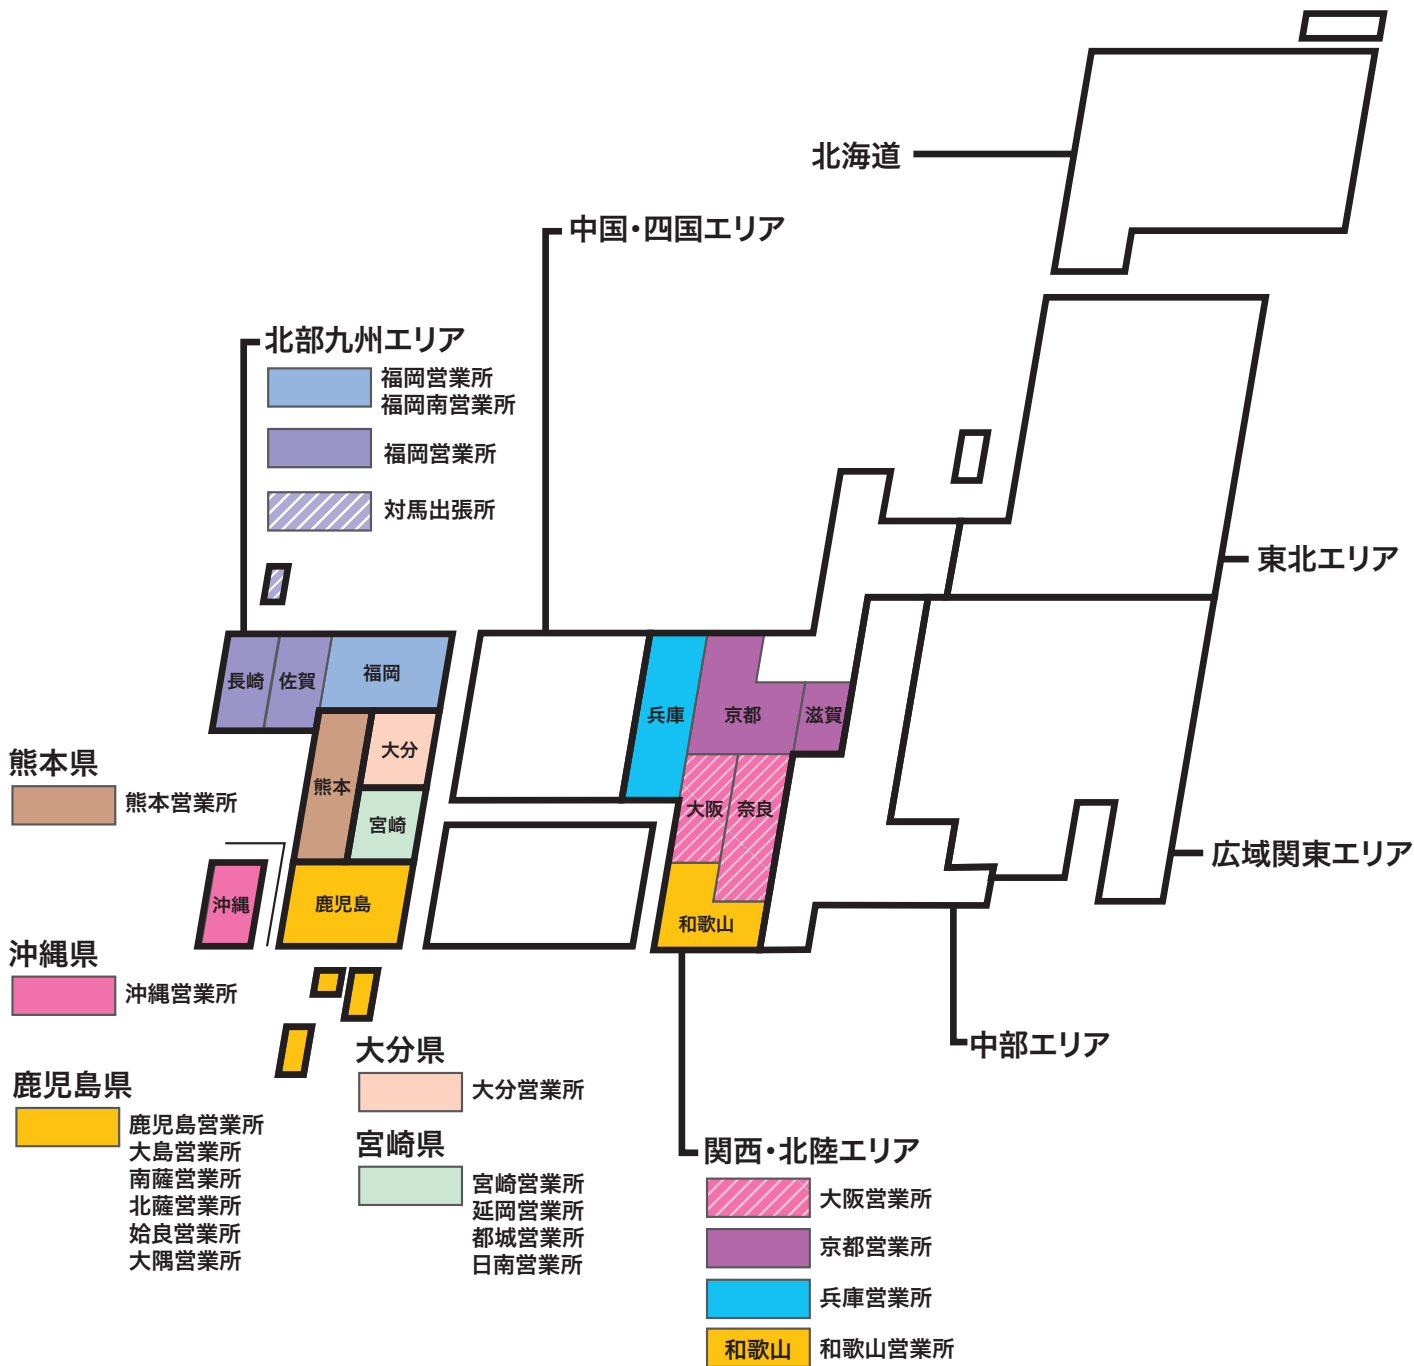 北海道
中国・四国エリア
北部九州エリア
福岡営業所
福岡南営業所
福岡営業所
対馬出張所
東北エリア
長崎
佐賀
福岡
兵庫
京都
滋賀
大分
熊本
宮崎
大阪
奈良
鹿児島
沖縄
和歌山
熊本県
熊本営業所
広域関東エリア
沖縄県
沖縄営業所
中部エリア
鹿児島県
鹿児島営業所
大島営業所
南薩営業所
北薩営業所
姶良営業所
大隅営業所
大分県
大分営業所
宮崎県
宮崎営業所
延岡営業所
都城営業所
日南営業所
関西・北陸エリア
大阪営業所
京都営業所
兵庫営業所
和歌山
和歌山営業所